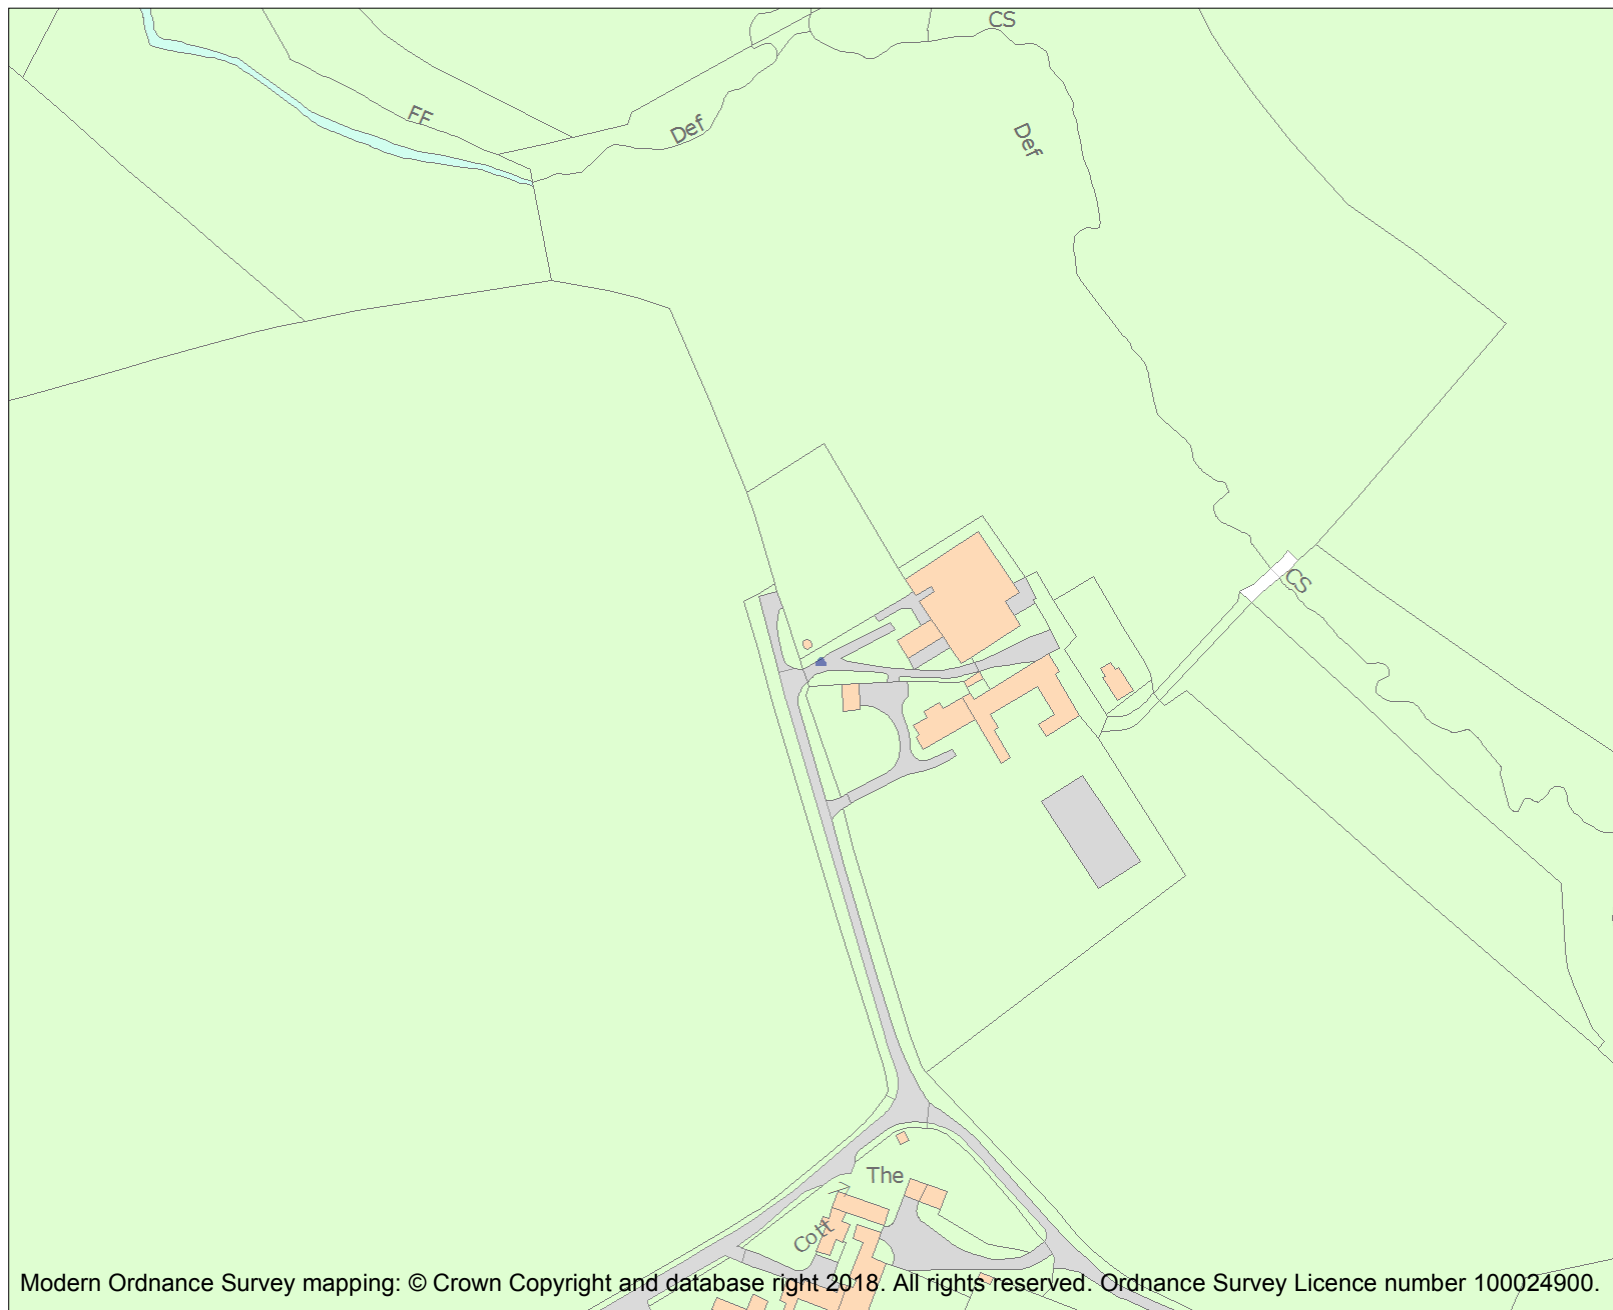 CS
FF
Def
Def
CS
The
Cott
Modern Ordnance Survey mapping: © Crown Copyright and database right 2018. All rights reserved. Ordnance Survey Licence number 100024900.